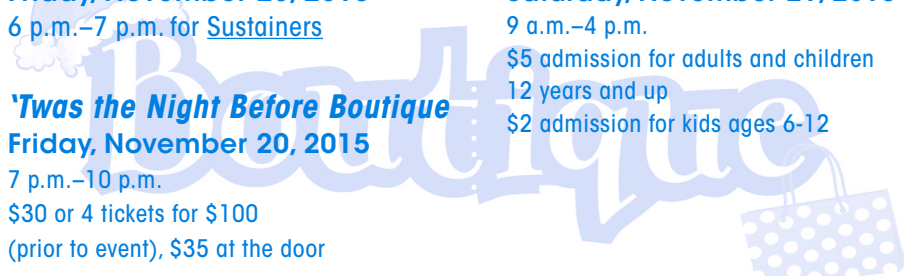 6 p.m.–7 p.m. for Sustainers
‘Twas the Night Before Boutique
Friday, November 20, 2015
7 p.m.–10 p.m.
$30 or 4 tickets for $100
(prior to event), $35 at the door
9 a.m.–4 p.m.
$5 admission for adults and children
12 years and up
$2 admission for kids ages 6-12
Boutique